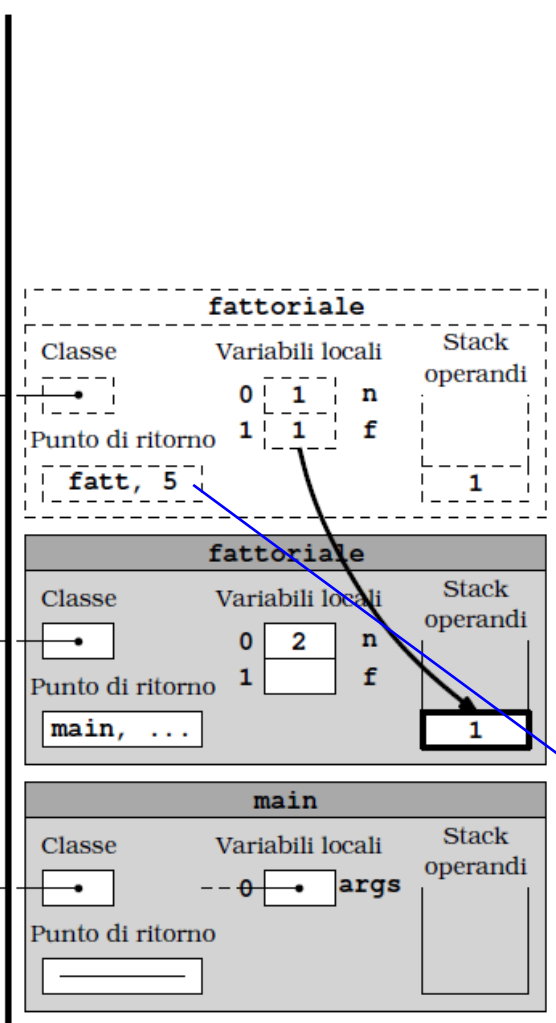 fattoriale
Classe Variabili locali Stack operandi
0 1 n
Punto di ritorno 1 1 f
fatt, 5 1
fattoriale
Classe Variabili locali Stack operandi
0 2 n
Punto di ritorno 1 f
main, ... 1
main
Classe Variabili locali Stack operandi
0 args
Punto di ritorno